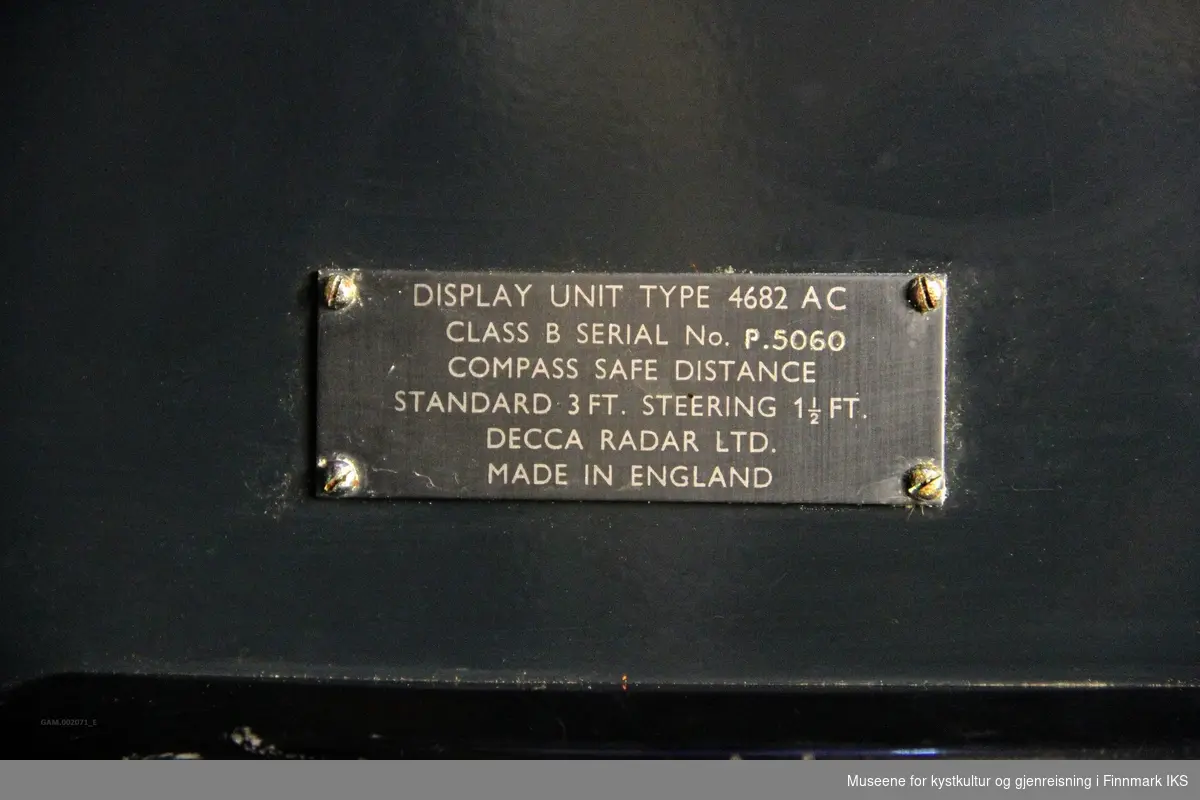 DISPLAY UNIT TYPE 4682 AC
CLASS B SERIAL No. P.5060
COMPASS SAFE DISTANCE
STANDARD 3 FT. STEERING 1½ FT.
DECCA RADAR LTD.
MADE IN ENGLAND
GAM.002071_E
Museene for kystkultur og gjenreisning i Finnmark IKS